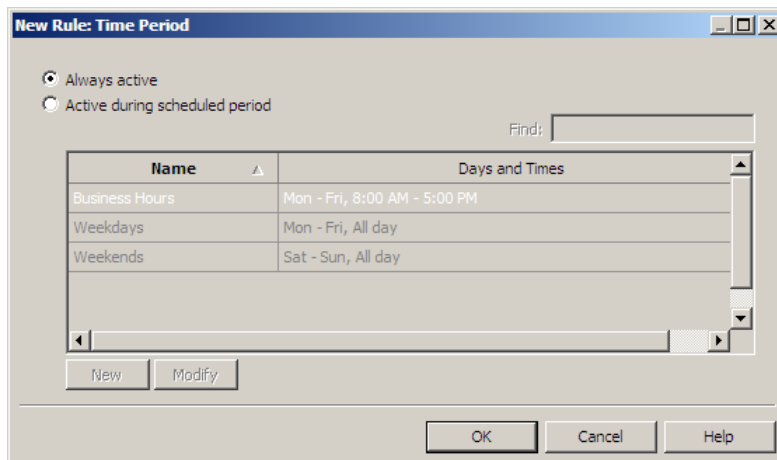 New Rule: Time Period
Always active
Active during scheduled period
Find:
Name Days and Times
Business Hours Mon - Fri, 8:00 AM - 5:00 PM
Weekdays Mon - Fri, All day
Weekends Sat - Sun, All day
New Modify
OK Cancel Help